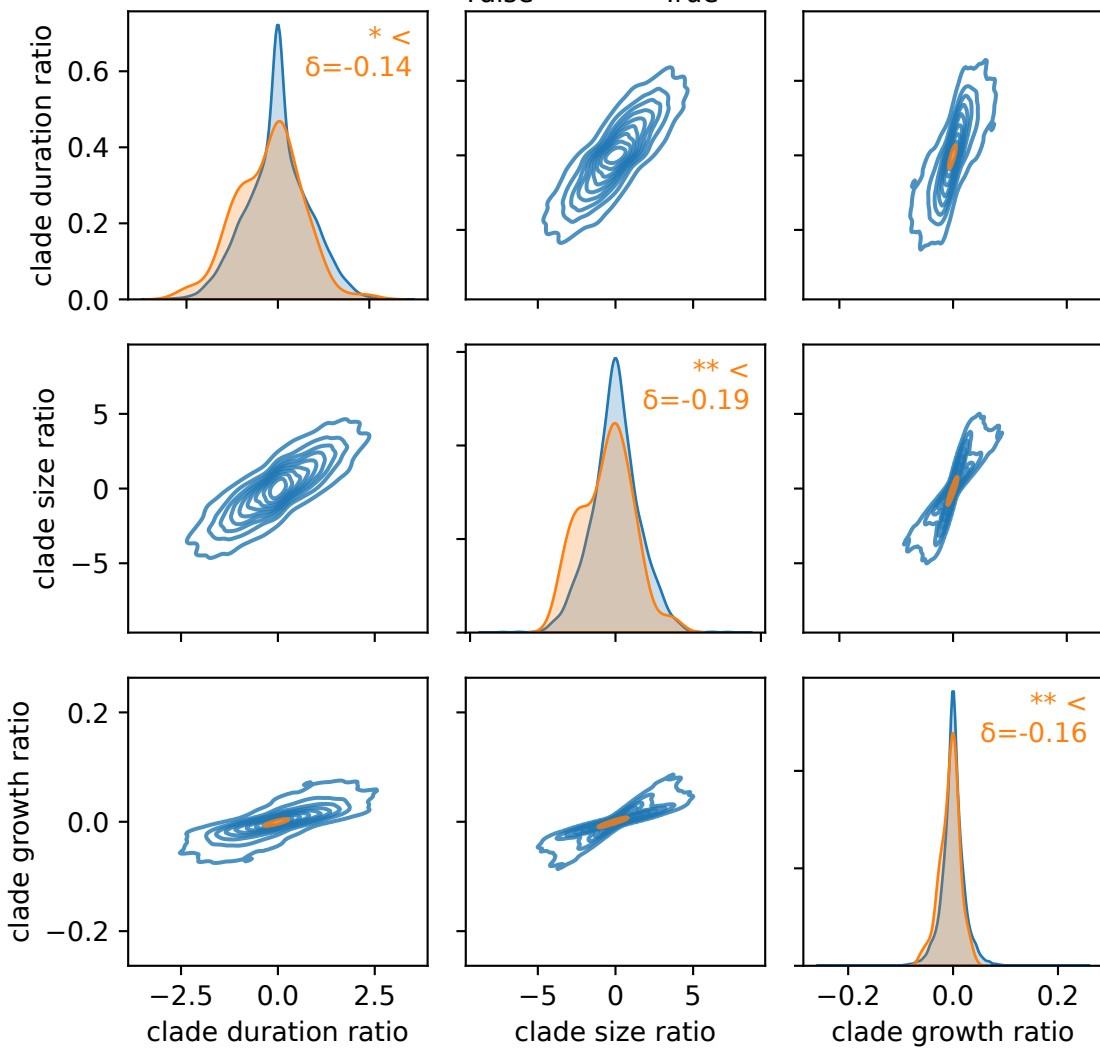 * <
δ=-0.14
clade duration ratio
0.6
0.4
0.2
0.0
** <
δ=-0.19
clade size ratio
5
0
−5
** <
δ=-0.16
clade growth ratio
0.2
0.0
−0.2
−2.5 0.0 2.5
−5 0 5
−0.2 0.0 0.2
clade duration ratio
clade size ratio
clade growth ratio